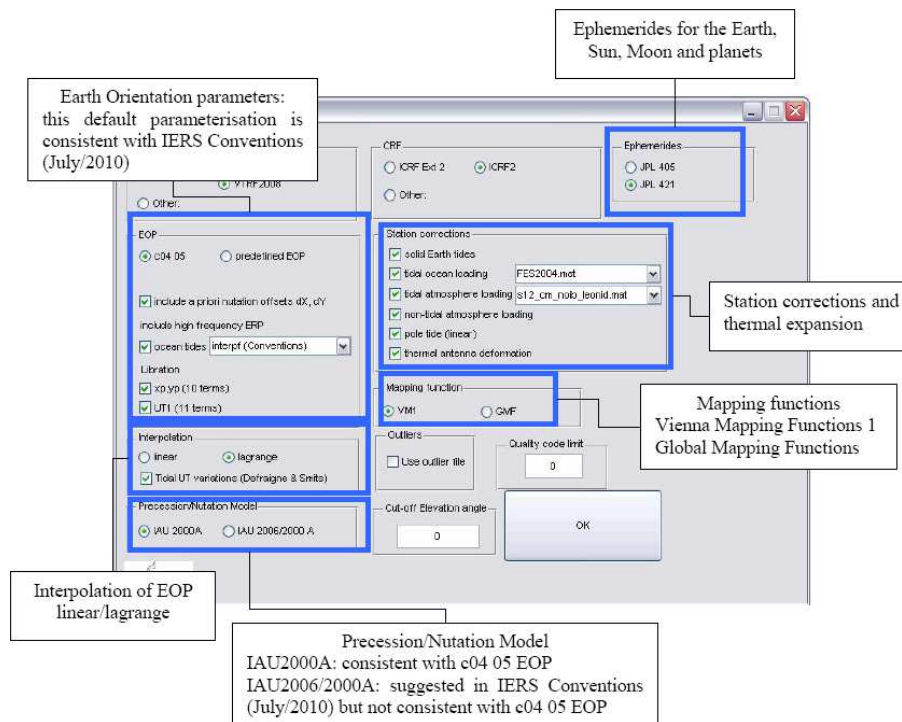 Ephemerides for the Earth,
Sun, Moon and planets
Earth Orientation parameters:
this default parameterisation is
consistent with IERS Conventions
(July/2010)
VTRF2008
Other:
CRF
ICRF Ext 2
ICRF2
Other:
Ephemerides
JPL 405
JPL 421
EOP
c04 05
predefined EOP
include a priori nutation offsets dX, dY
include high frequency ERP
ocean tides
interpf (Conventions)
Libration
xp,yp (10 terms)
UT1 (11 terms)
Station corrections
solid Earth tides
tidal ocean loading
FES2004.mat
tidal atmosphere loading
s12_cm_noib_leonid.mat
non-tidal atmosphere loading
pole tide (linear)
thermal antenna deformation
Station corrections and
thermal expansion
Mapping function
VM1
GMF
Mapping functions
Vienna Mapping Functions 1
Global Mapping Functions
Interpolation
linear
lagrange
Tidal UT variations (Defraigne & Smits)
Outliers
Use outlier file
Quality code limit
0
Precession/Nutation Model
IAU 2000A
IAU 2006/2000 A
Cut-off Elevation angle
0
OK
Interpolation of EOP
linear/lagrange
Precession/Nutation Model
IAU2000A: consistent with c04 05 EOP
IAU2006/2000A: suggested in IERS Conventions
(July/2010) but not consistent with c04 05 EOP